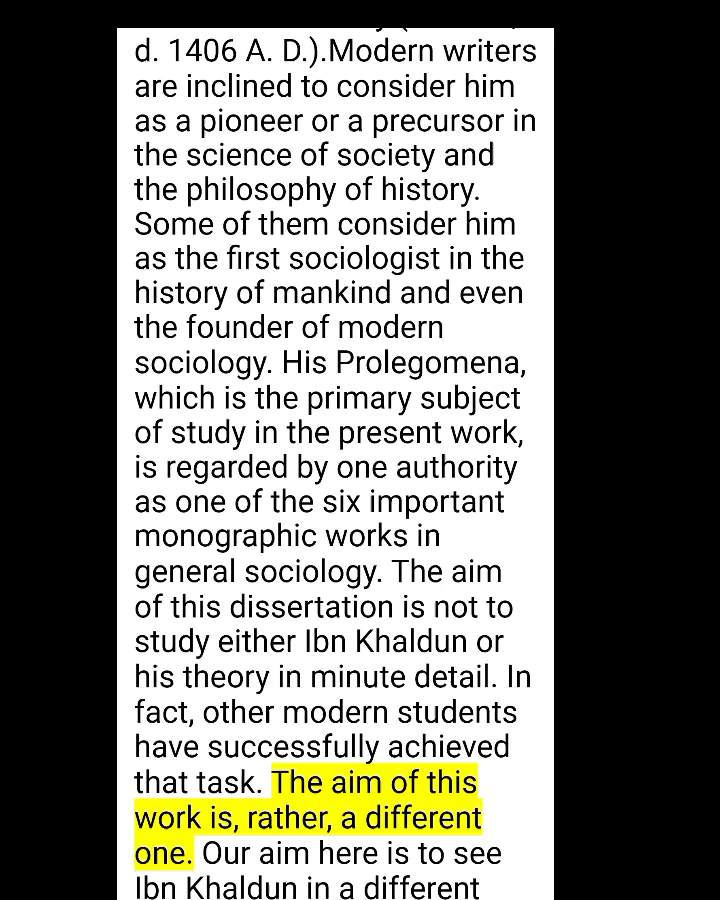 d. 1406 A. D.).Modern writers
are inclined to consider him
as a pioneer or a precursor in
the science of society and
the philosophy of history.
Some of them consider him
as the first sociologist in the
history of mankind and even
the founder of modern
sociology. His Prolegomena,
which is the primary subject
of study in the present work,
is regarded by one authority
as one of the six important
monographic works in
general sociology. The aim
of this dissertation is not to
study either Ibn Khaldun or
his theory in minute detail. In
fact, other modern students
have successfully achieved
that task. The aim of this
work is, rather, a different
one. Our aim here is to see
Ibn Khaldun in a different